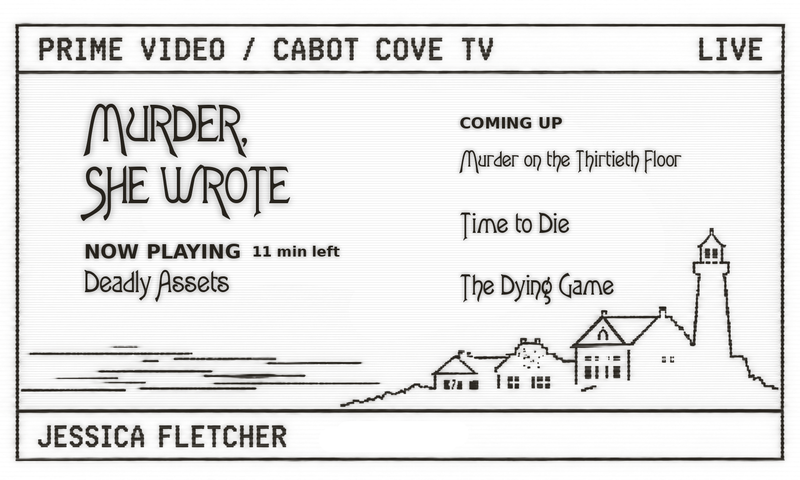 PRIME VIDEO / CABOT COVE TV
LIVE
MURDER,
SHE WROTE
NOW PLAYING 11 min left
Deadly Assets
COMING UP
Murder on the Thirtieth Floor
Time to Die
The Dying Game
JESSICA FLETCHER